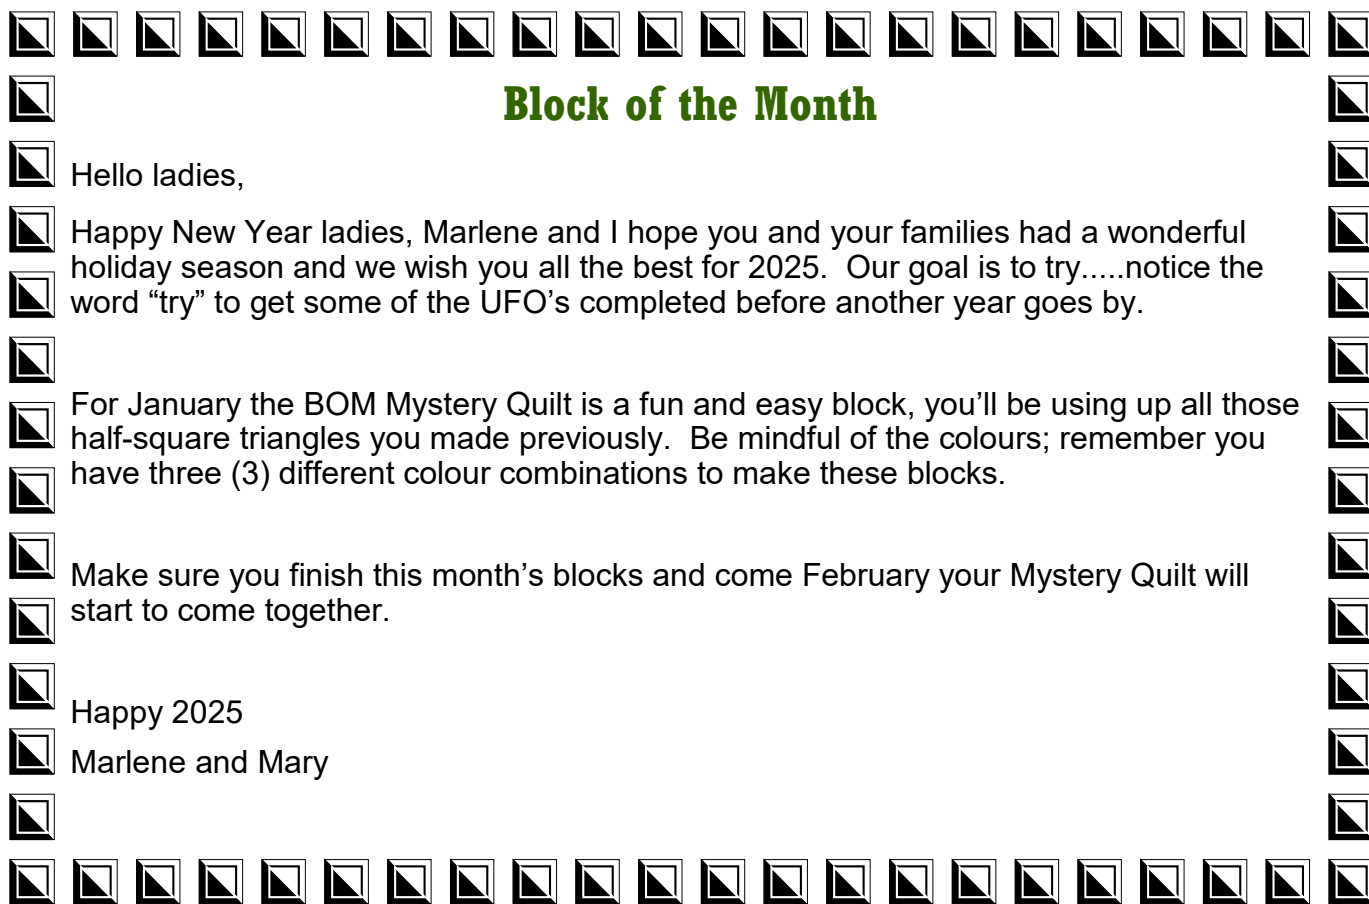 Block of the Month
Hello ladies,
Happy New Year ladies, Marlene and I hope you and your families had a wonderful
holiday season and we wish you all the best for 2025.  Our goal is to try.....notice the
word “try” to get some of the UFO’s completed before another year goes by.
For January the BOM Mystery Quilt is a fun and easy block, you’ll be using up all those
half-square triangles you made previously.  Be mindful of the colours; remember you
have three (3) different colour combinations to make these blocks.
Make sure you finish this month’s blocks and come February your Mystery Quilt will
start to come together.
Happy 2025
Marlene and Mary